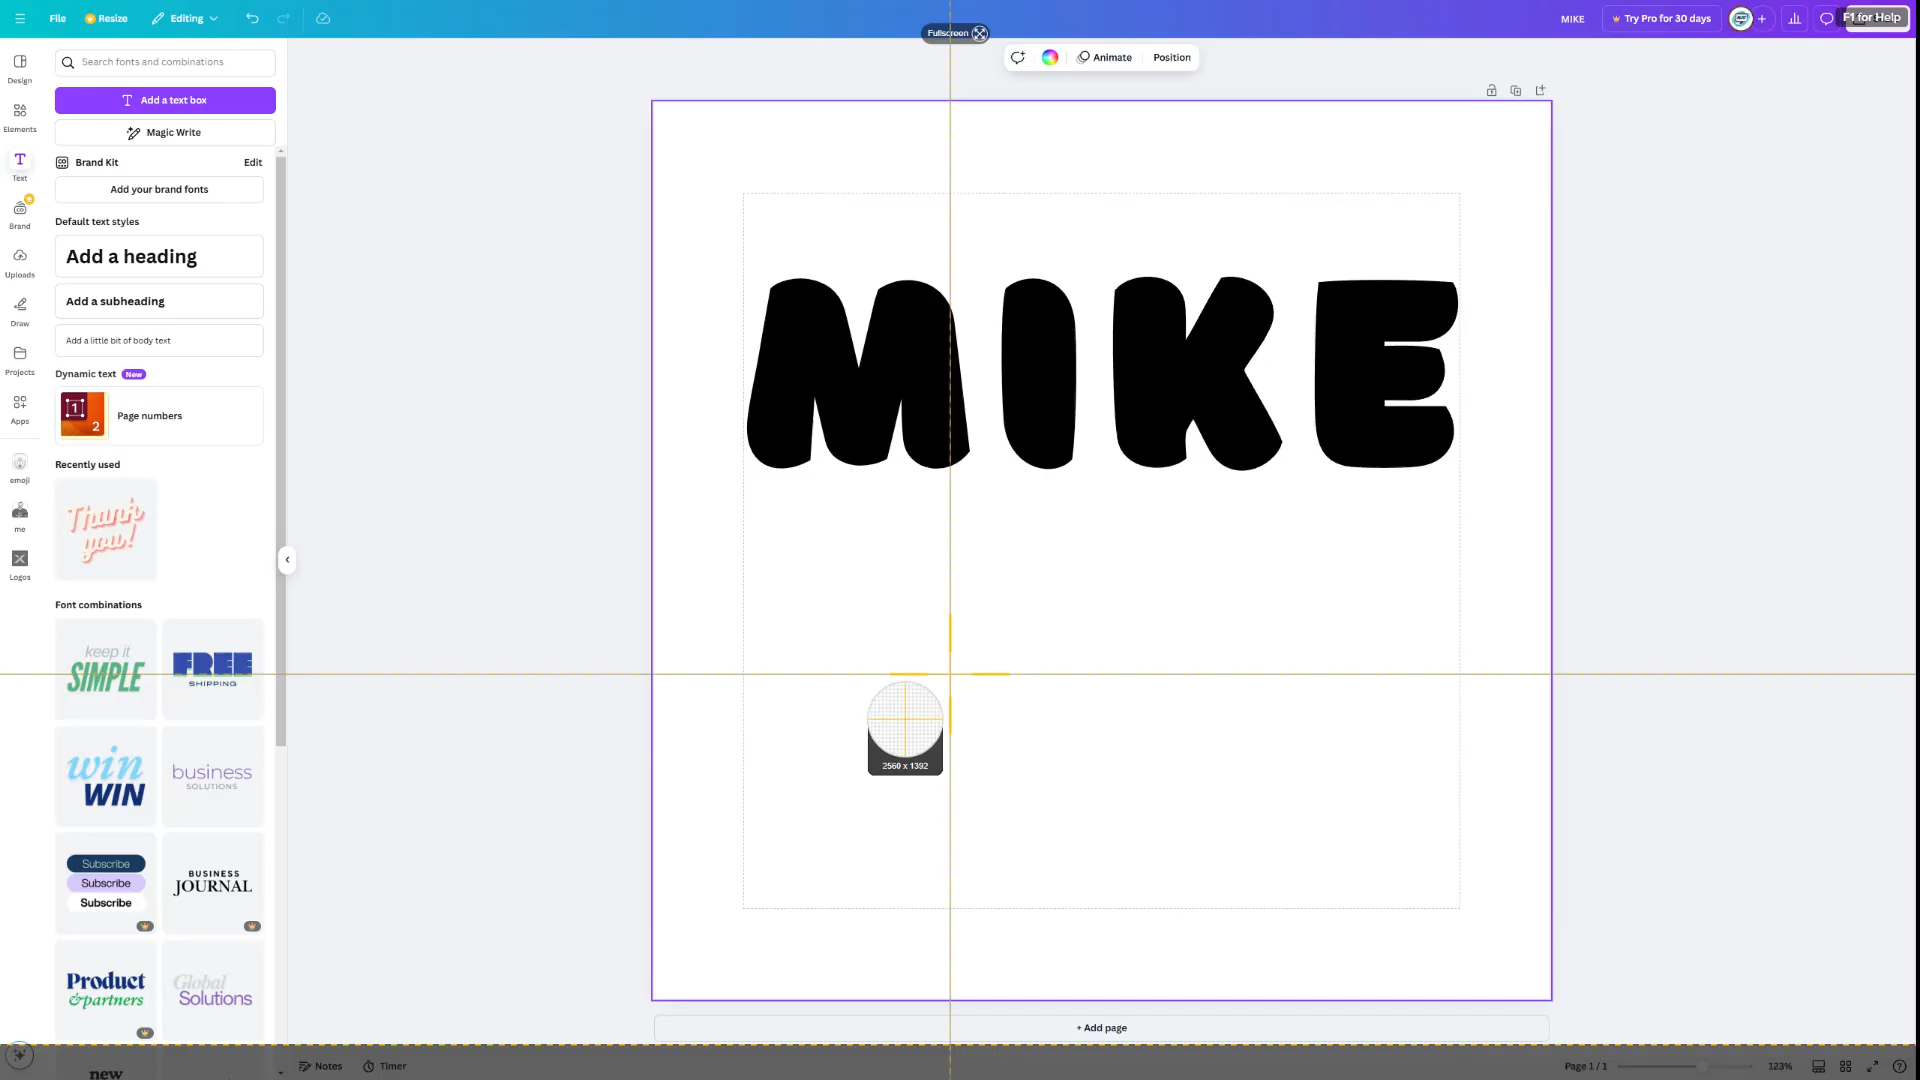 File
Resize
Editing
MIKE
Try Pro for 30 days
F1 for Help
Fullscreen
Animate
Position
Search fonts and combinations
Add a text box
Magic Write
Brand Kit
Edit
Add your brand fonts
Default text styles
Add a heading
Add a subheading
Add a little bit of body text
Dynamic text New
1
2
Page numbers
Recently used
Thank
you!
Font combinations
keep it
SIMPLE
FREE
SHIPPING
win
WIN
business
SOLUTIONS
Subscribe
Subscribe
Subscribe
BUSINESS
JOURNAL
Product
&partners
Global
Solutions
new
Design
Elements
Text
Brand
Uploads
Draw
Projects
Apps
emoji
me
Logos
MIKE
2560 x 1392
+ Add page
Notes
Timer
Page 1 / 1
123%